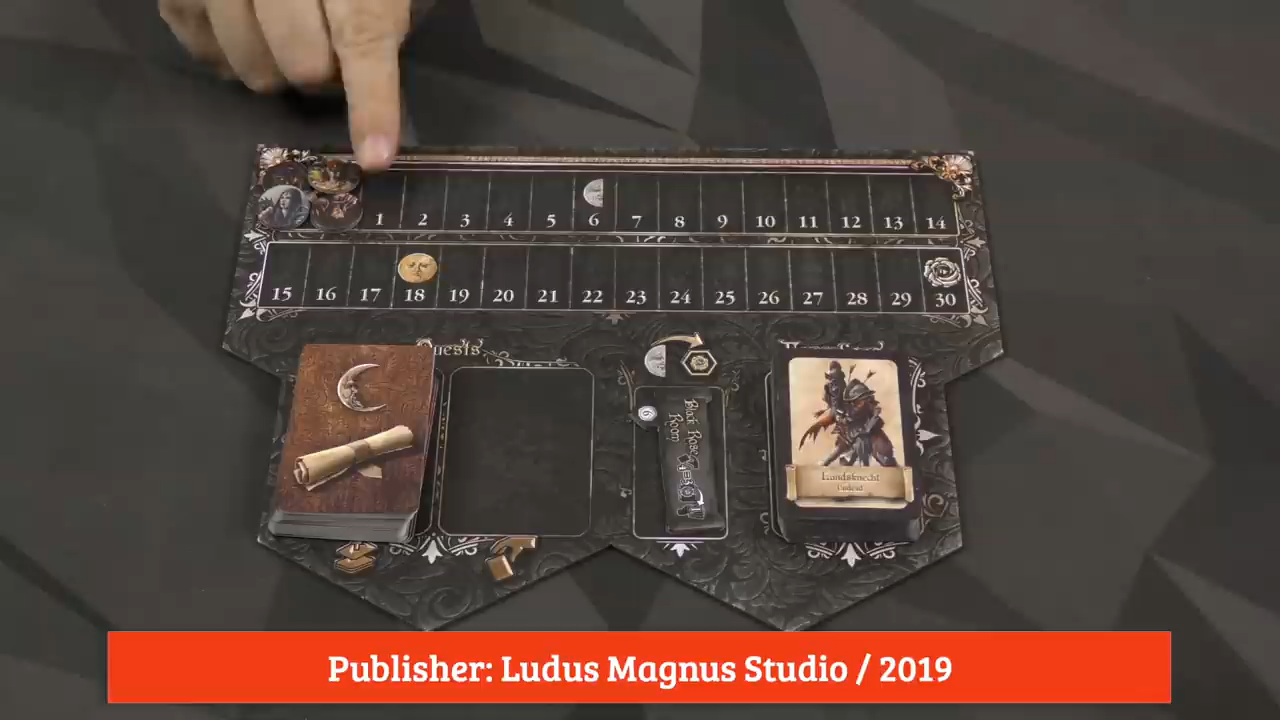 1 2 3 4 5 6 7 8 9 10 11 12 13 14
15 16 17 18 19 20 21 22 23 24 25 26 27 28 29 30
Quests
6
Black Rose
Room
Landsknecht
Undead
Publisher: Ludus Magnus Studio / 2019